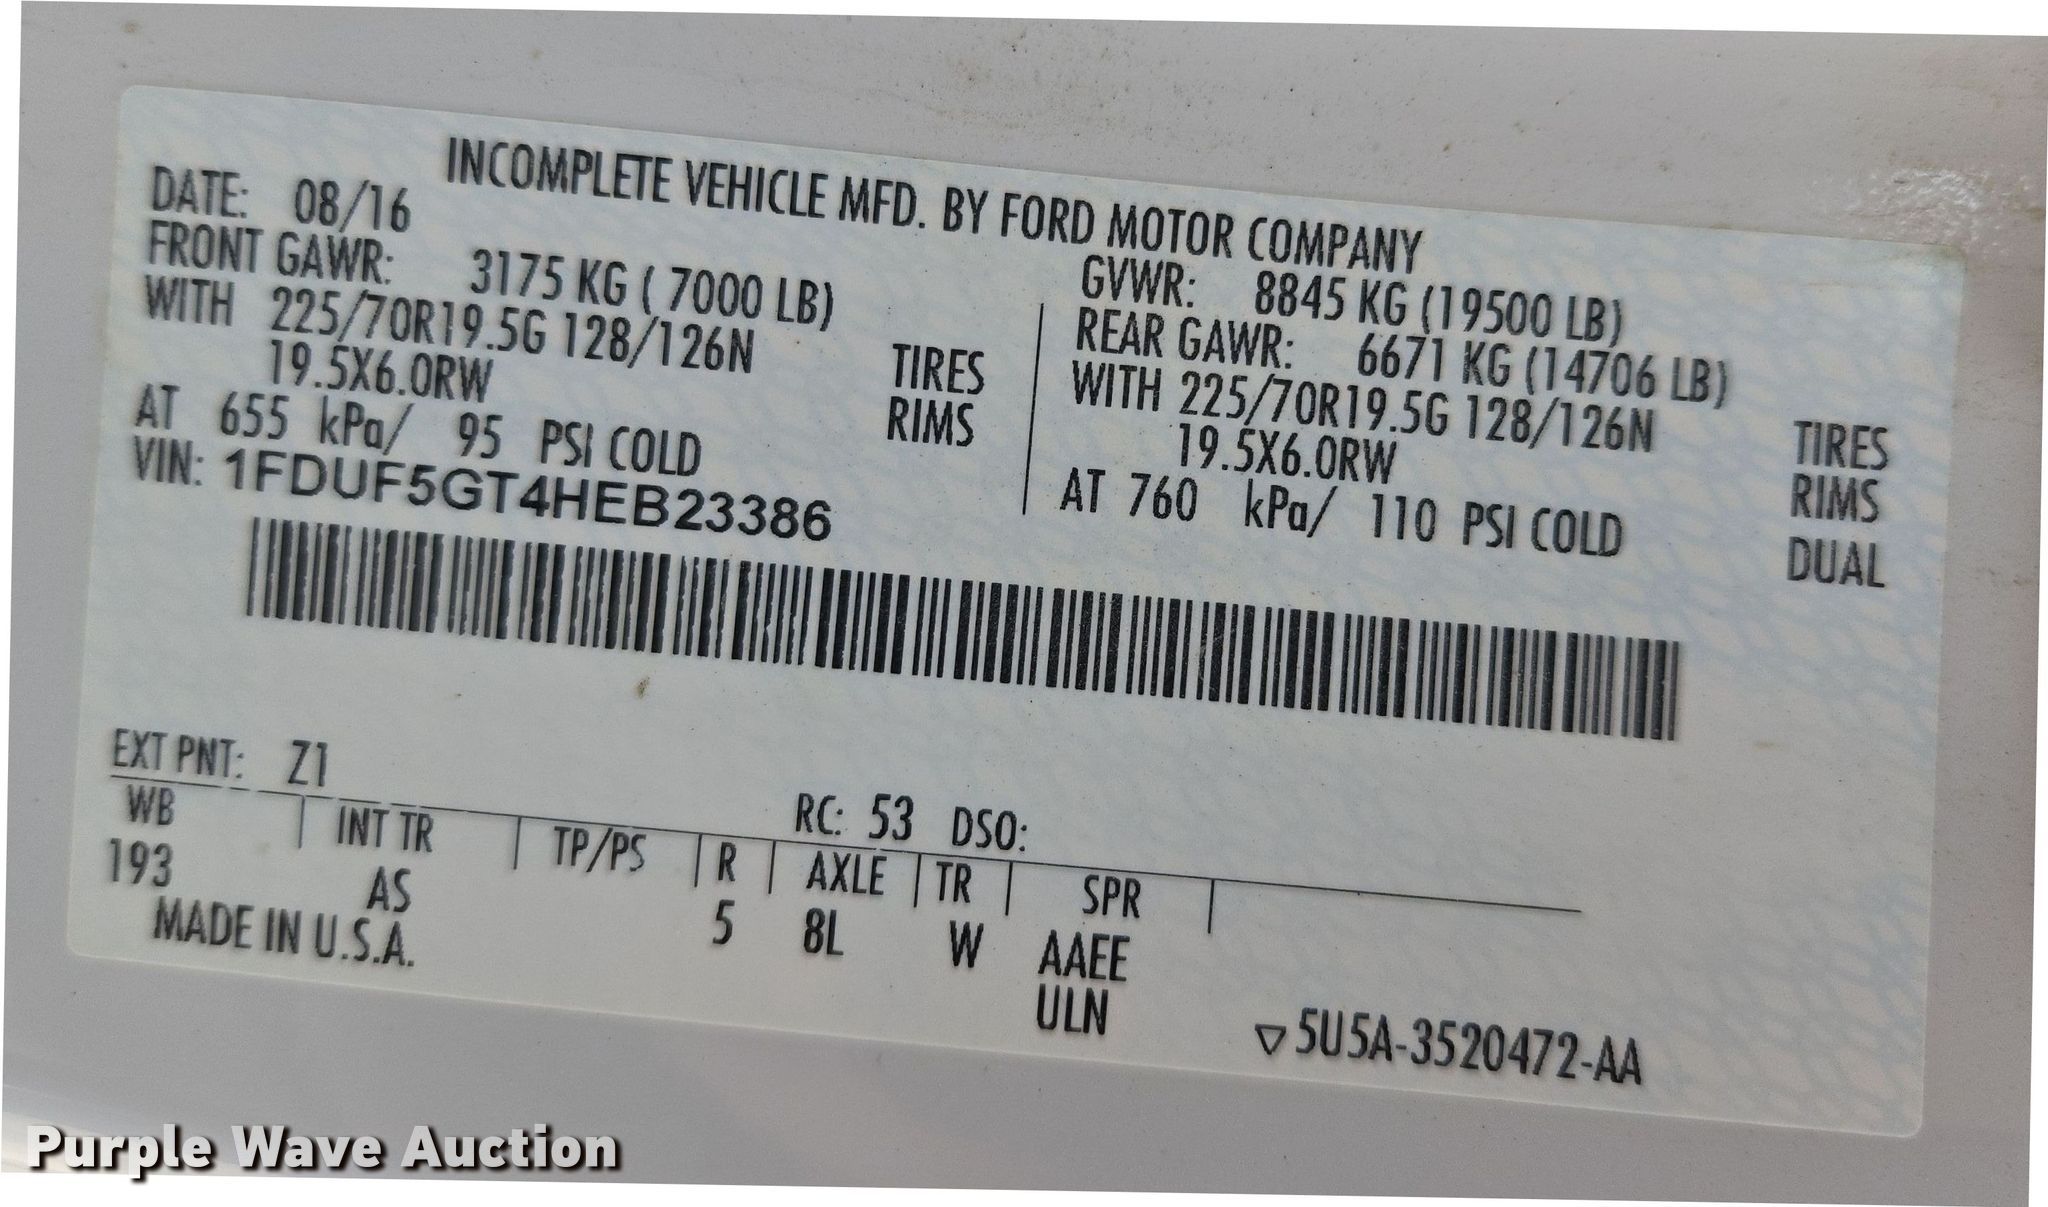 INCOMPLETE VEHICLE MFD. BY FORD MOTOR COMPANY
DATE: 08/16
GVWR: 8845 KG (19500 LB)
FRONT GAWR: 3175 KG ( 7000 LB)
REAR GAWR: 6671 KG (14706 LB)
WITH 225/70R19.5G 128/126N TIRES
WITH 225/70R19.5G 128/126N TIRES
19.5X6.0RW RIMS
19.5X6.0RW RIMS
AT 655 kPa/ 95 PSI COLD
AT 760 kPa/ 110 PSI COLD DUAL
VIN: 1FDUF5GT4HEB23386
EXT PNT: Z1 RC: 53 DSO:
WB INT TR TP/PS R AXLE TR SPR
193 AS 5 8L W AAEE
MADE IN U.S.A. ULN
▽5U5A-3520472-AA
Purple Wave Auction